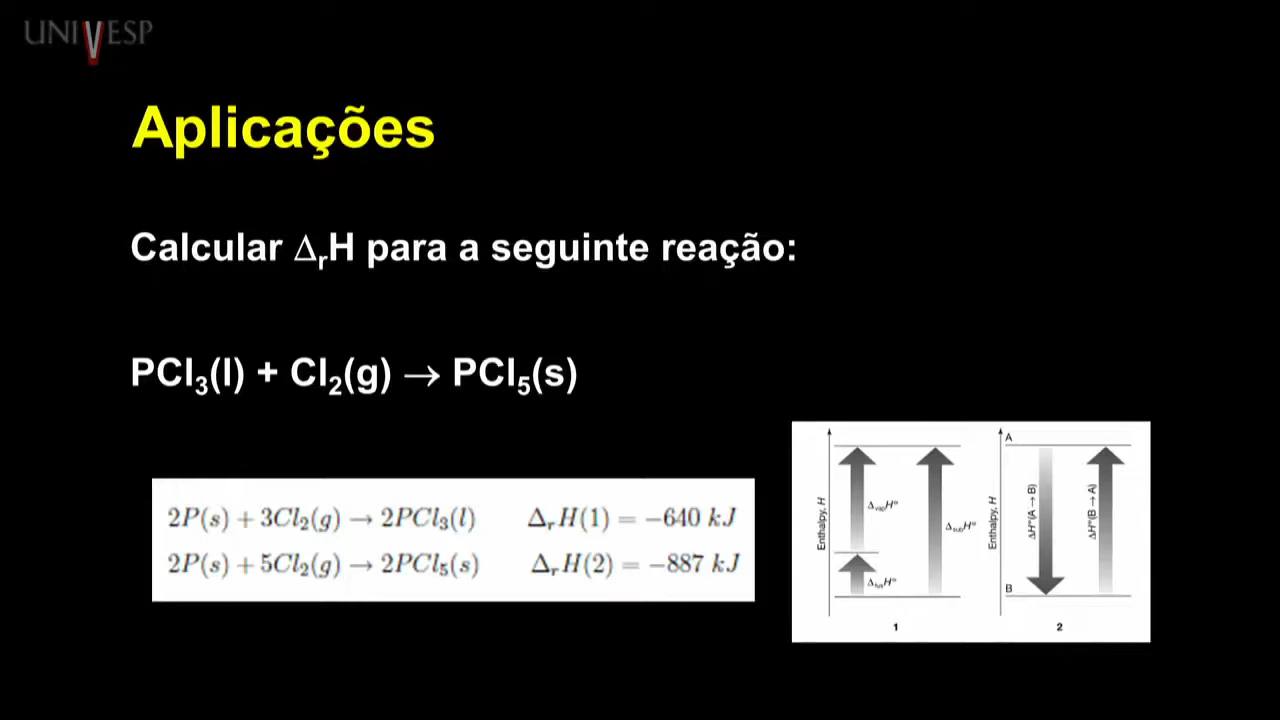 UNIVESP
Aplicações
Calcular ΔrH para a seguinte reação:
PCl₃(l) + Cl₂(g) → PCl₅(s)
2P(s) + 3Cl₂(g) → 2PCl₃(l) ΔᵣH(1) = −640 kJ
2P(s) + 5Cl₂(g) → 2PCl₅(s) ΔᵣH(2) = −887 kJ
Enthalpy, H
ΔvapH°
ΔsubH°
ΔfusH°
1
Enthalpy, H
A
ΔH°(A → B)
ΔH°(B → A)
B
2